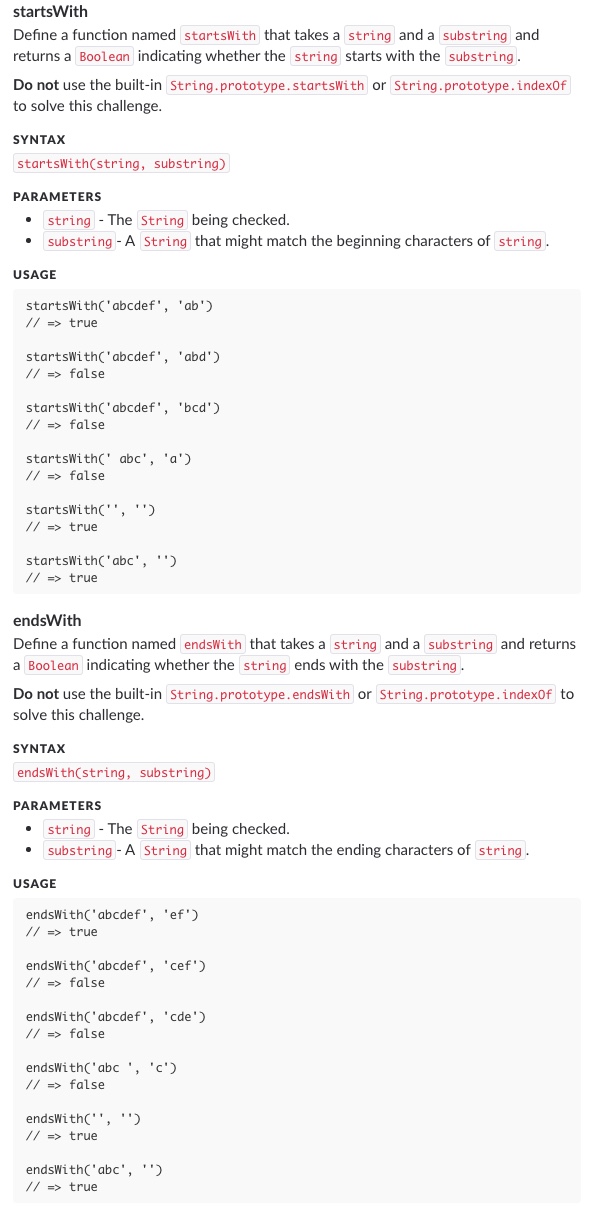 startsWith
Define a function named startsWith that takes a string and a substring and
returns a Boolean indicating whether the string starts with the substring.
Do not use the built-in String.prototype.startsWith or String.prototype.indexOf
to solve this challenge.
SYNTAX
startsWith(string, substring)
PARAMETERS
• string - The String being checked.
• substring - A String that might match the beginning characters of string.
USAGE
startsWith('abcdef', 'ab')
// => true
startsWith('abcdef', 'abd')
// => false
startsWith('abcdef', 'bcd')
// => false
startsWith(' abc', 'a')
// => false
startsWith('', '')
// => true
startsWith('abc', '')
// => true
endsWith
Define a function named endsWith that takes a string and a substring and returns
a Boolean indicating whether the string ends with the substring.
Do not use the built-in String.prototype.endsWith or String.prototype.indexOf to
solve this challenge.
SYNTAX
endsWith(string, substring)
PARAMETERS
• string - The String being checked.
• substring - A String that might match the ending characters of string.
USAGE
endsWith('abcdef', 'ef')
// => true
endsWith('abcdef', 'cef')
// => false
endsWith('abcdef', 'cde')
// => false
endsWith('abc ', 'c')
// => false
endsWith('', '')
// => true
endsWith('abc', '')
// => true